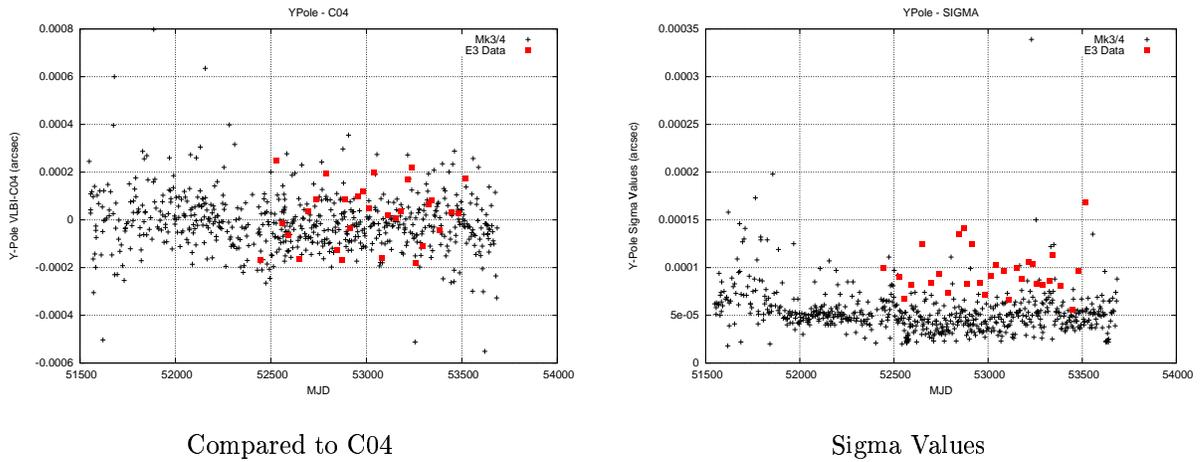 YPole - C04
Mk3/4
E3 Data
Y-Pole VLBI-C04 (arcsec)
0.0008
0.0006
0.0004
0.0002
0
-0.0002
-0.0004
-0.0006
51500 52000 52500 53000 53500 54000
MJD
Compared to C04
YPole - SIGMA
Mk3/4
E3 Data
Y-Pole Sigma Values (arcsec)
0.00035
0.0003
0.00025
0.0002
0.00015
0.0001
5e-05
0
51500 52000 52500 53000 53500 54000
MJD
Sigma Values